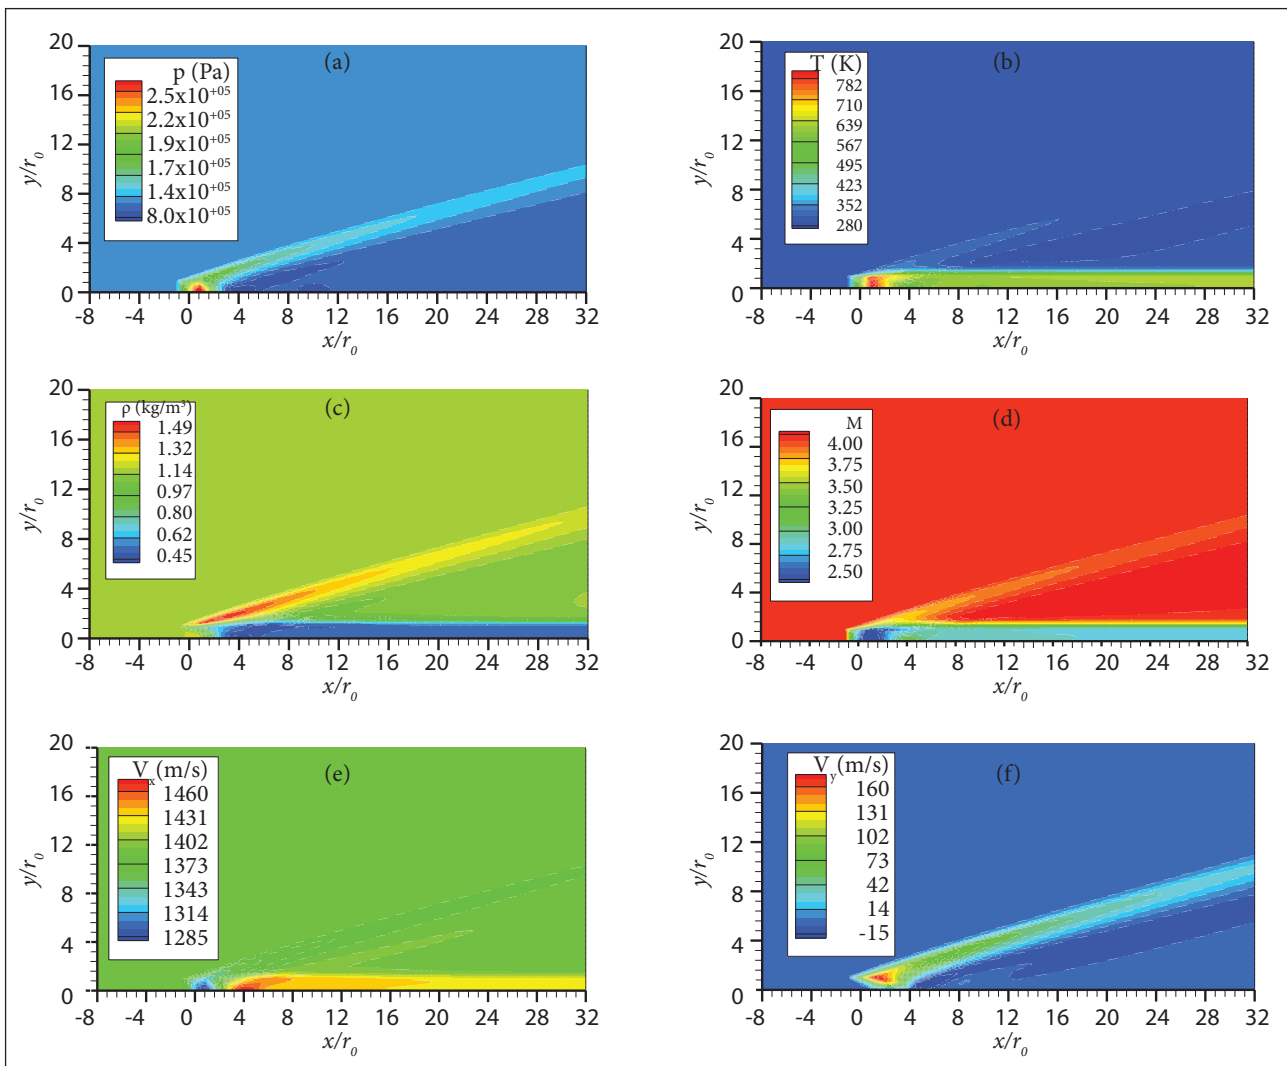 (a)
p (Pa)
2.5x10⁺⁰⁵
2.2x10⁺⁰⁵
1.9x10⁺⁰⁵
1.7x10⁺⁰⁵
1.4x10⁺⁰⁵
8.0x10⁺⁰⁵
20
16
12
8
4
0
y/r₀
-8 -4 0 4 8 12 16 20 24 28 32
x/r₀
(b)
T (K)
782
710
639
567
495
423
352
280
20
16
12
8
4
0
y/r₀
-8 -4 0 4 8 12 16 20 24 28 32
x/r₀
(c)
ρ (kg/m³)
1.49
1.32
1.14
0.97
0.80
0.62
0.45
20
16
12
8
4
0
y/r₀
-8 -4 0 4 8 12 16 20 24 28 32
x/r₀
(d)
M
4.00
3.75
3.50
3.25
3.00
2.75
2.50
20
16
12
8
4
0
y/r₀
-8 -4 0 4 8 12 16 20 24 28 32
x/r₀
(e)
Vₓ (m/s)
1460
1431
1402
1373
1343
1314
1285
20
16
12
8
4
0
y/r₀
-8 -4 0 4 8 12 16 20 24 28 32
x/r₀
(f)
V_y (m/s)
160
131
102
73
42
14
-15
20
16
12
8
4
0
y/r₀
-8 -4 0 4 8 12 16 20 24 28 32
x/r₀